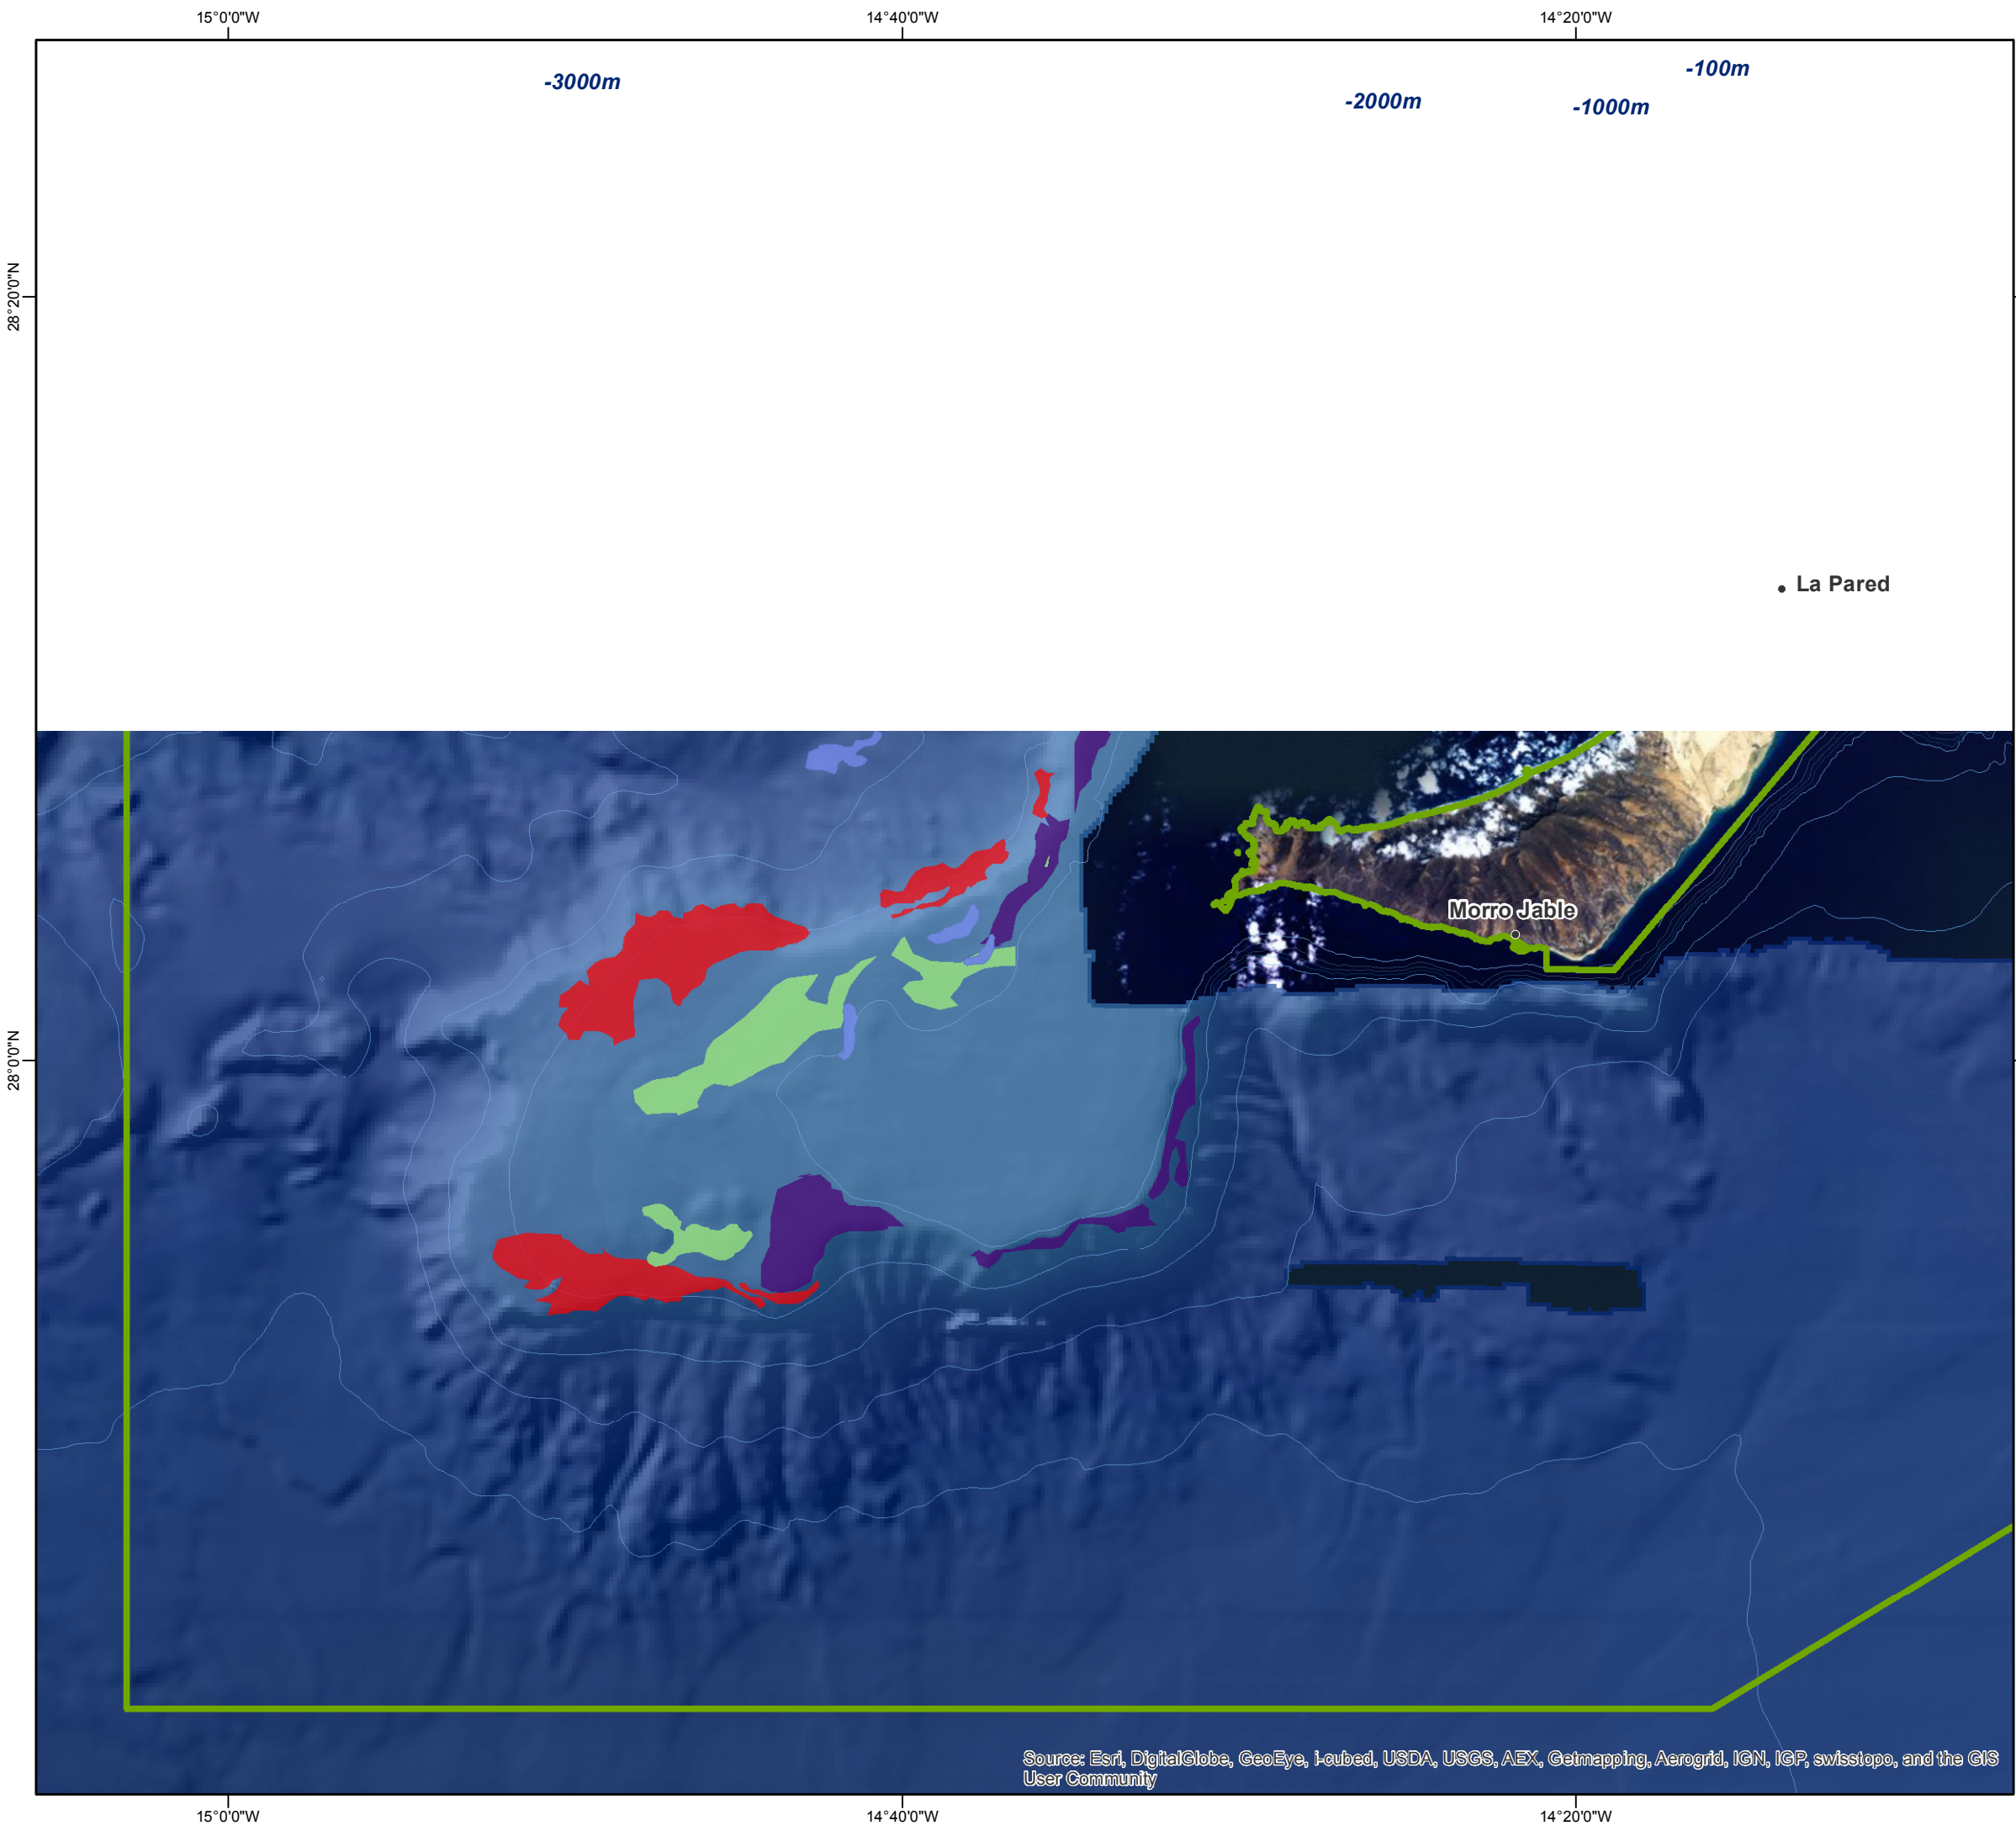 15°0'0"W 14°40'0"W 14°20'0"W
-3000m -2000m -1000m -100m
28°20'0"N
La Pared
Morro Jable
28°0'0"N
Source: Esri, DigitalGlobe, GeoEye, i-cubed, USDA, USGS, AEX, Getmapping, Aerogrid, IGN, IGP, swisstopo, and the GIS
User Community
15°0'0"W 14°40'0"W 14°20'0"W